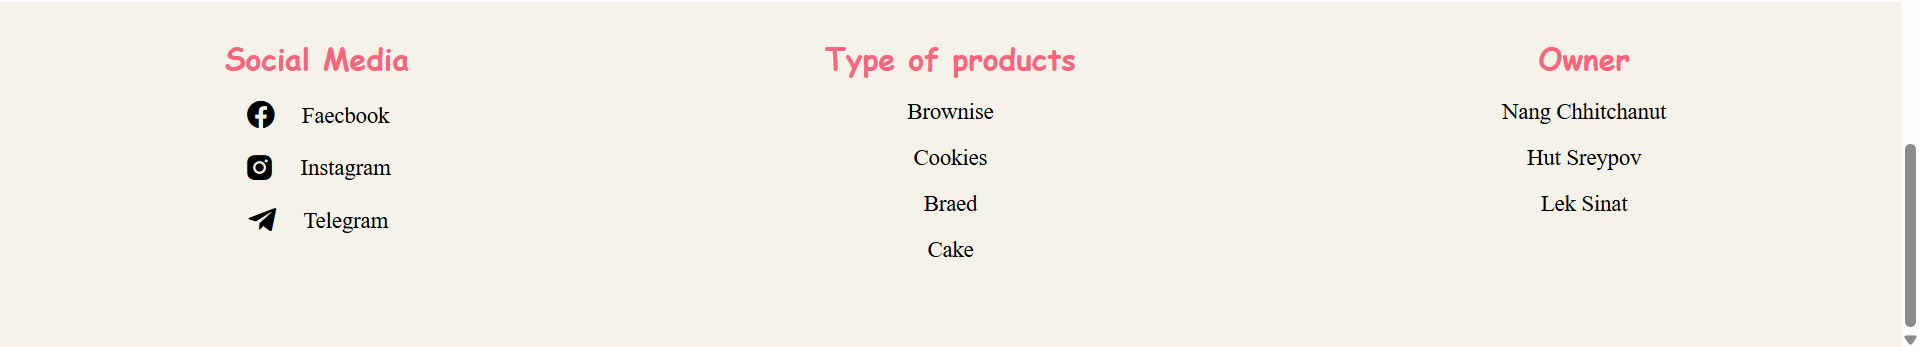 Social Media
Faecbook
Instagram
Telegram
Type of products
Brownise
Cookies
Braed
Cake
Owner
Nang Chhitchanut
Hut Sreypov
Lek Sinat